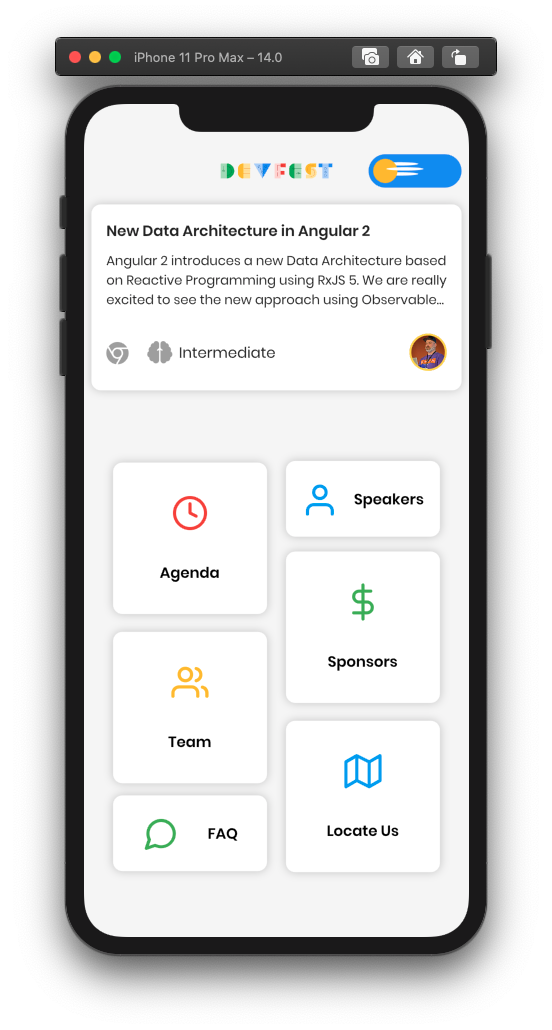 iPhone 11 Pro Max – 14.0
DEVFEST
New Data Architecture in Angular 2
Angular 2 introduces a new Data Architecture based
on Reactive Programming using RxJS 5. We are really
excited to see the new approach using Observable...
Intermediate
Agenda
Speakers
Sponsors
Team
Locate Us
FAQ